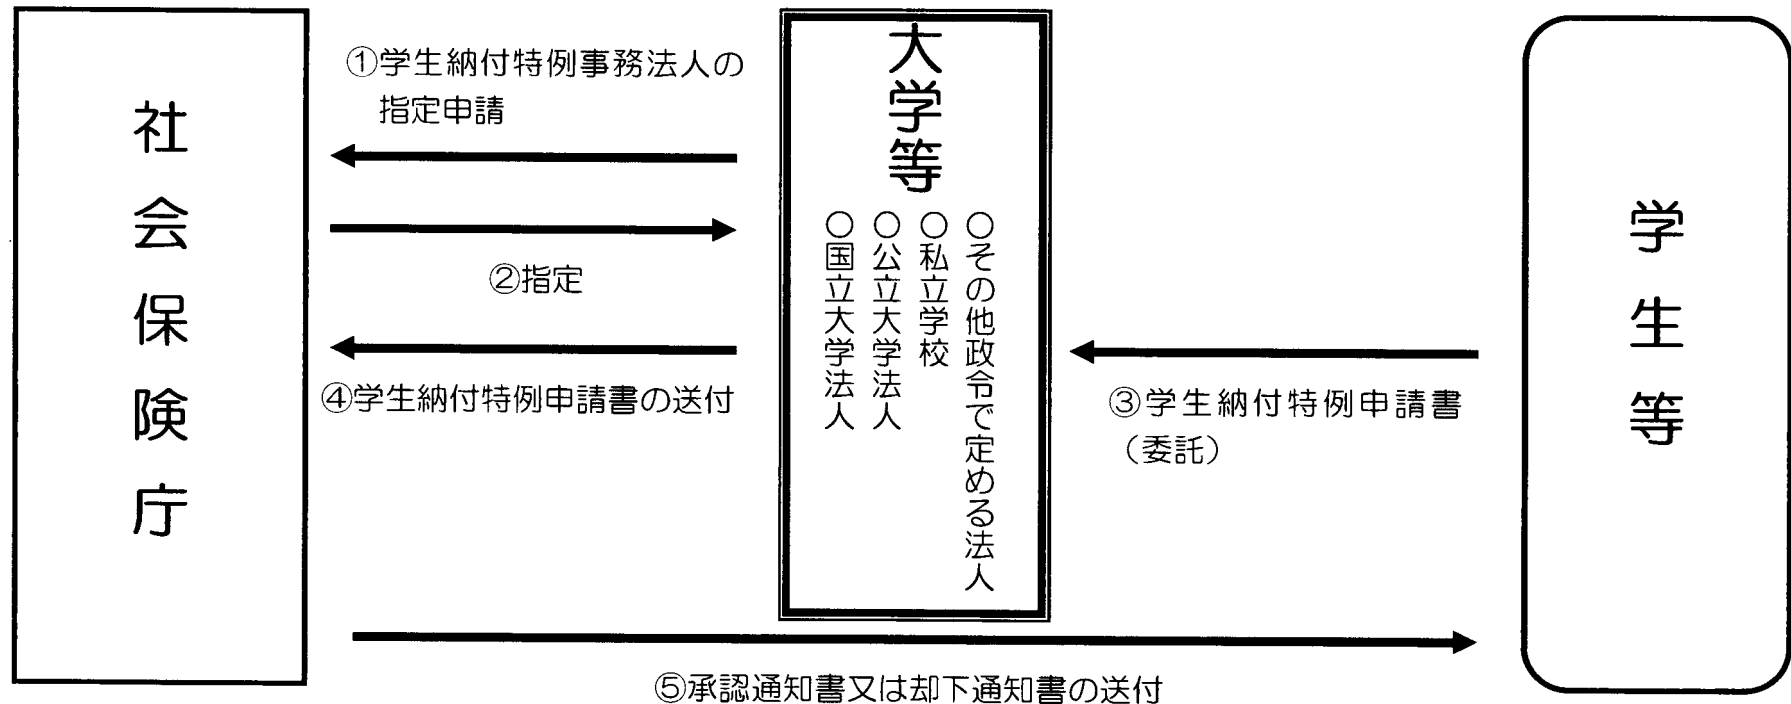 社会保険庁
①学生納付特例事務法人の
指定申請
②指定
④学生納付特例申請書の送付
大学等
○その他政令で定める法人
○私立学校
○公立大学法人
○国立大学法人
③学生納付特例申請書
（委託）
学生等
⑤承認通知書又は却下通知書の送付